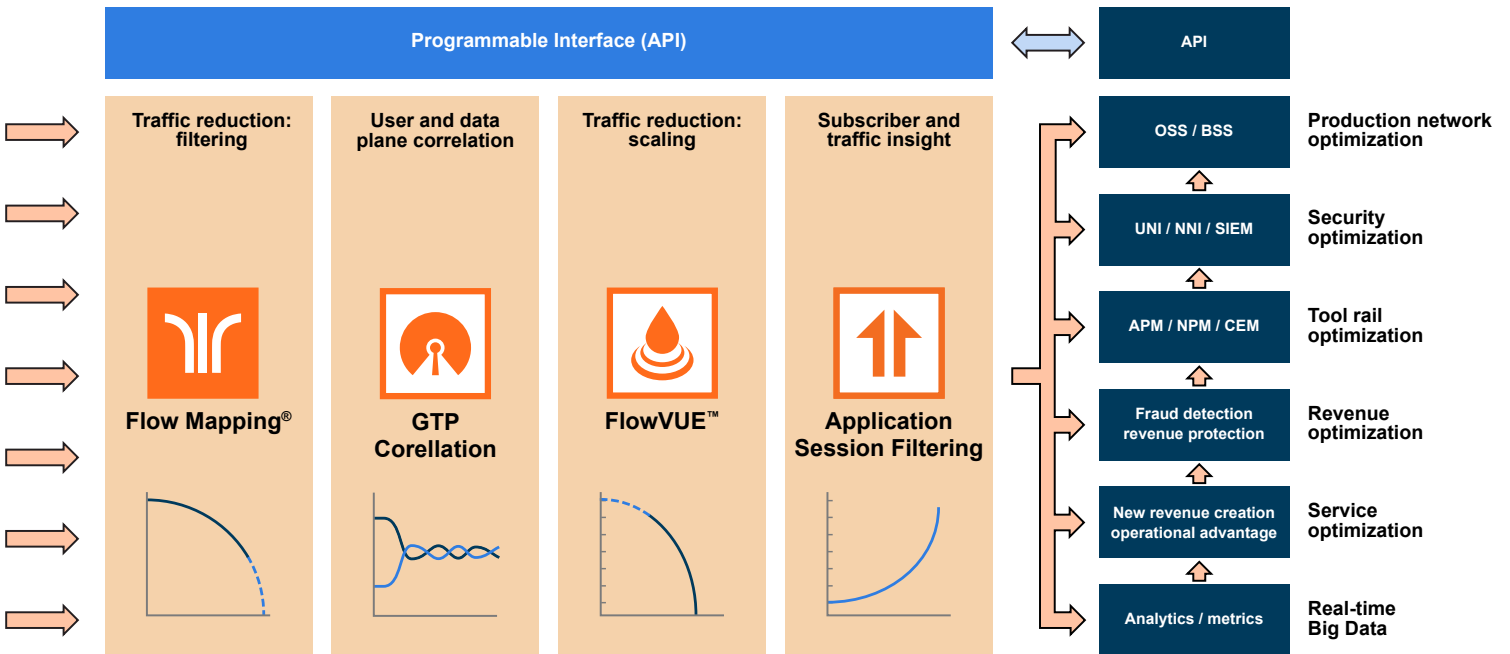 Programmable Interface (API)
API
Traffic reduction:
filtering
Flow Mapping®
User and data
plane correlation
GTP
Corellation
Traffic reduction:
scaling
FlowVUE™
Subscriber and
traffic insight
Application
Session Filtering
OSS / BSS
Production network
optimization
UNI / NNI / SIEM
Security
optimization
APM / NPM / CEM
Tool rail
optimization
Fraud detection
revenue protection
Revenue
optimization
New revenue creation
operational advantage
Service
optimization
Analytics / metrics
Real-time
Big Data